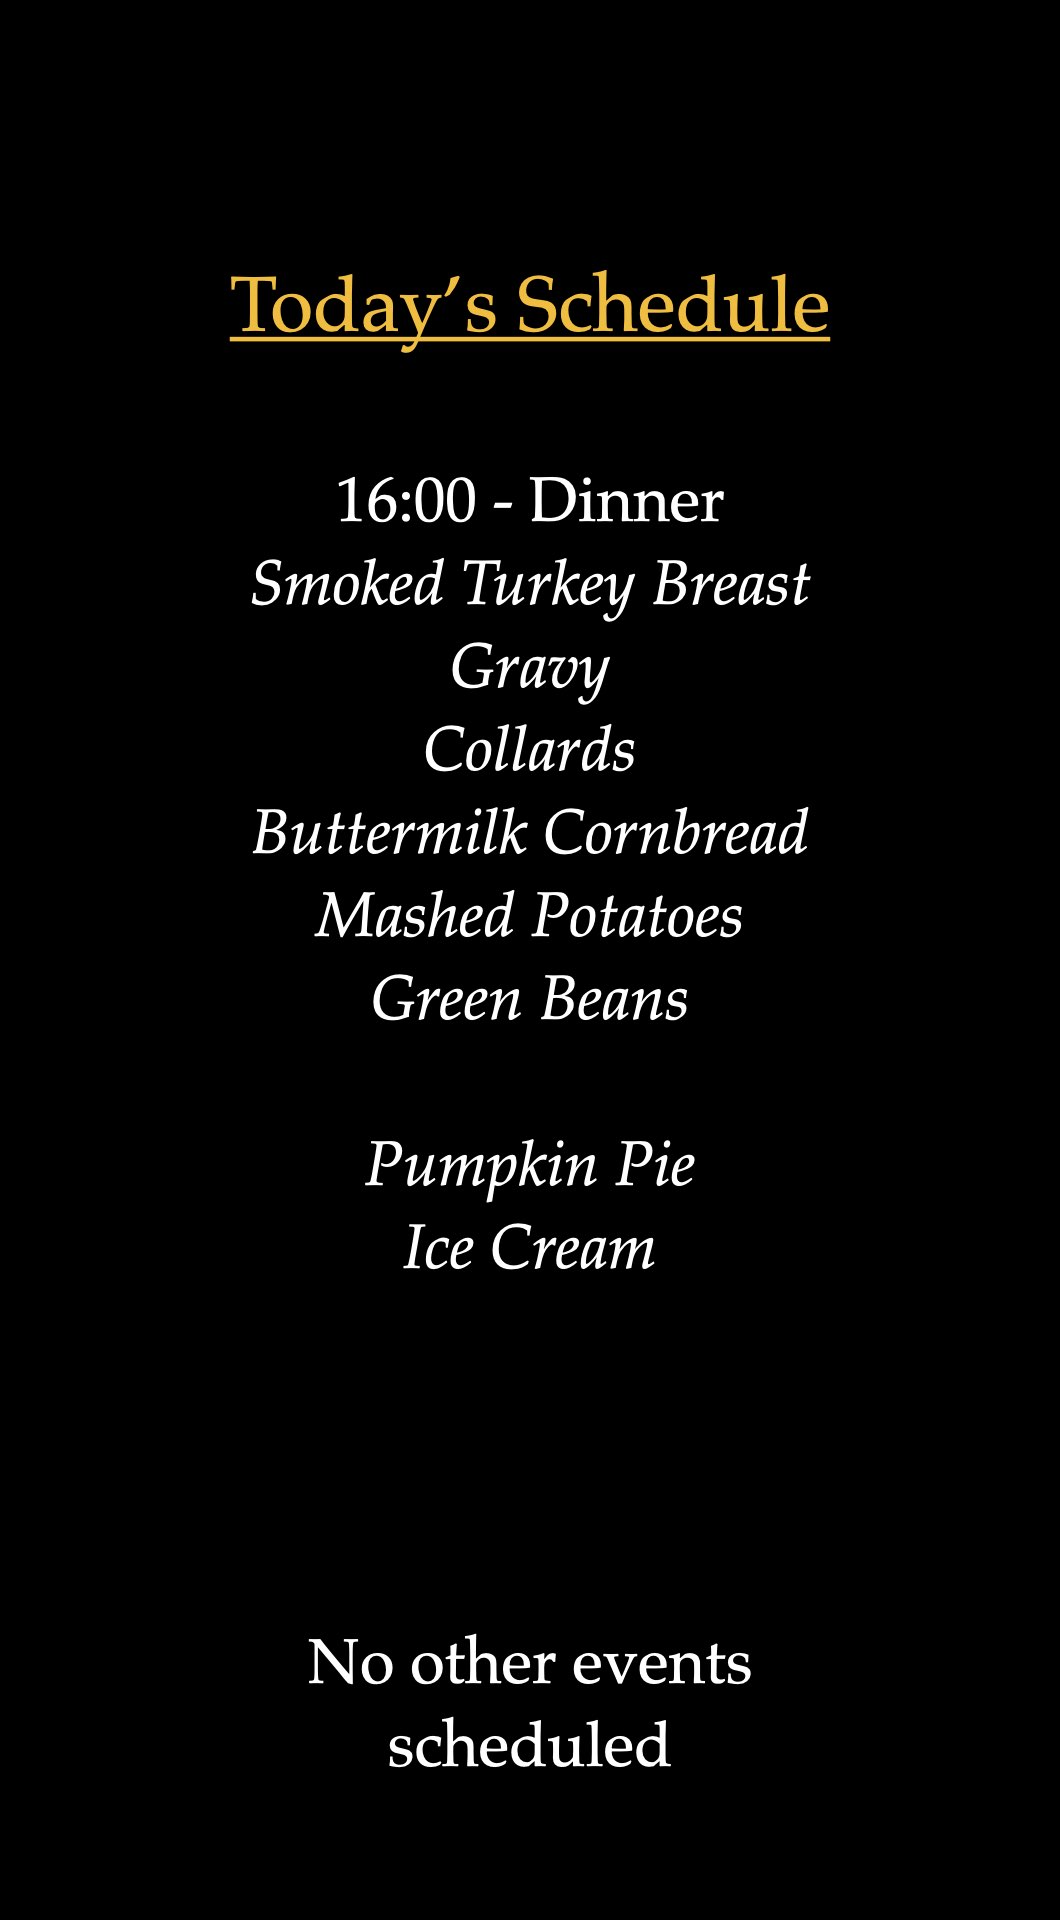 Today’s Schedule
16:00 - Dinner
Smoked Turkey Breast
Gravy
Collards
Buttermilk Cornbread
Mashed Potatoes
Green Beans
Pumpkin Pie
Ice Cream
No other events
scheduled